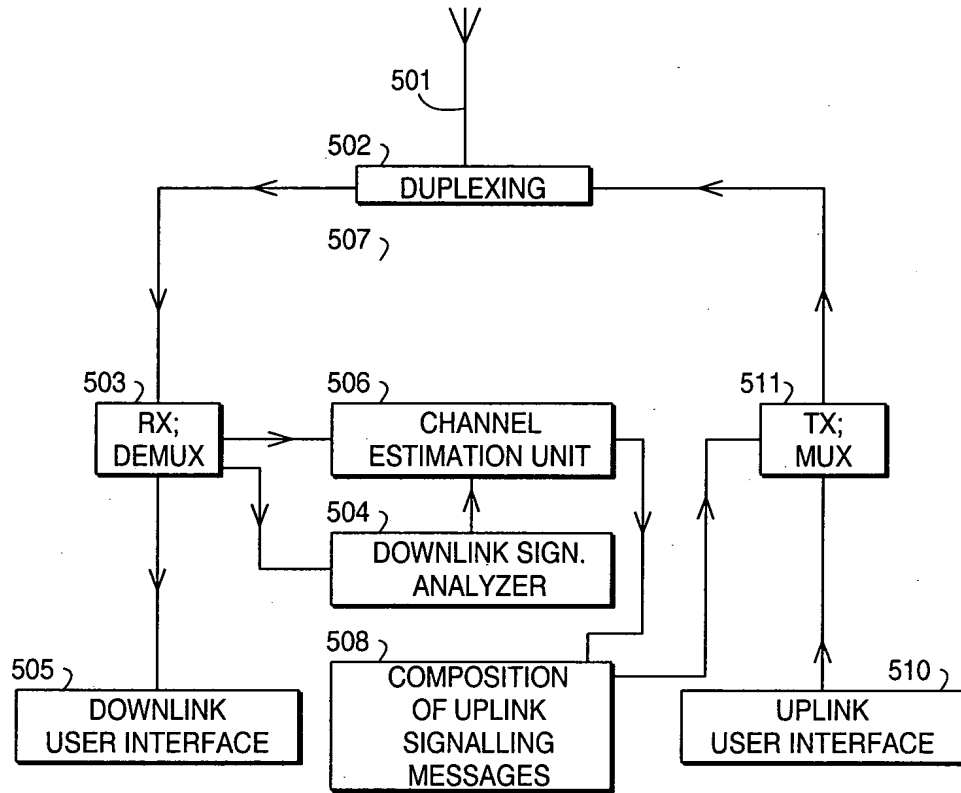 501
502
DUPLEXING
507
503
RX;
DEMUX
506
CHANNEL
ESTIMATION UNIT
511
TX;
MUX
504
DOWNLINK SIGN.
ANALYZER
505
DOWNLINK
USER INTERFACE
508
COMPOSITION
OF UPLINK
SIGNALLING
MESSAGES
510
UPLINK
USER INTERFACE